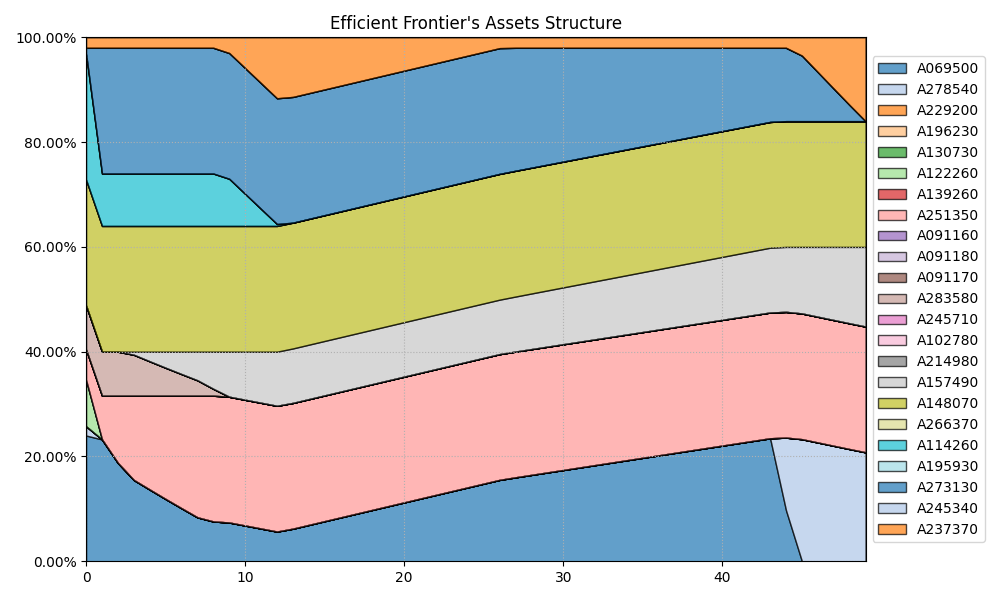 Efficient Frontier's Assets Structure
100.00%
80.00%
60.00%
40.00%
20.00%
0.00%
0
10
20
30
40
A069500
A278540
A229200
A196230
A130730
A122260
A139260
A251350
A091160
A091180
A091170
A283580
A245710
A102780
A214980
A157490
A148070
A266370
A114260
A195930
A273130
A245340
A237370